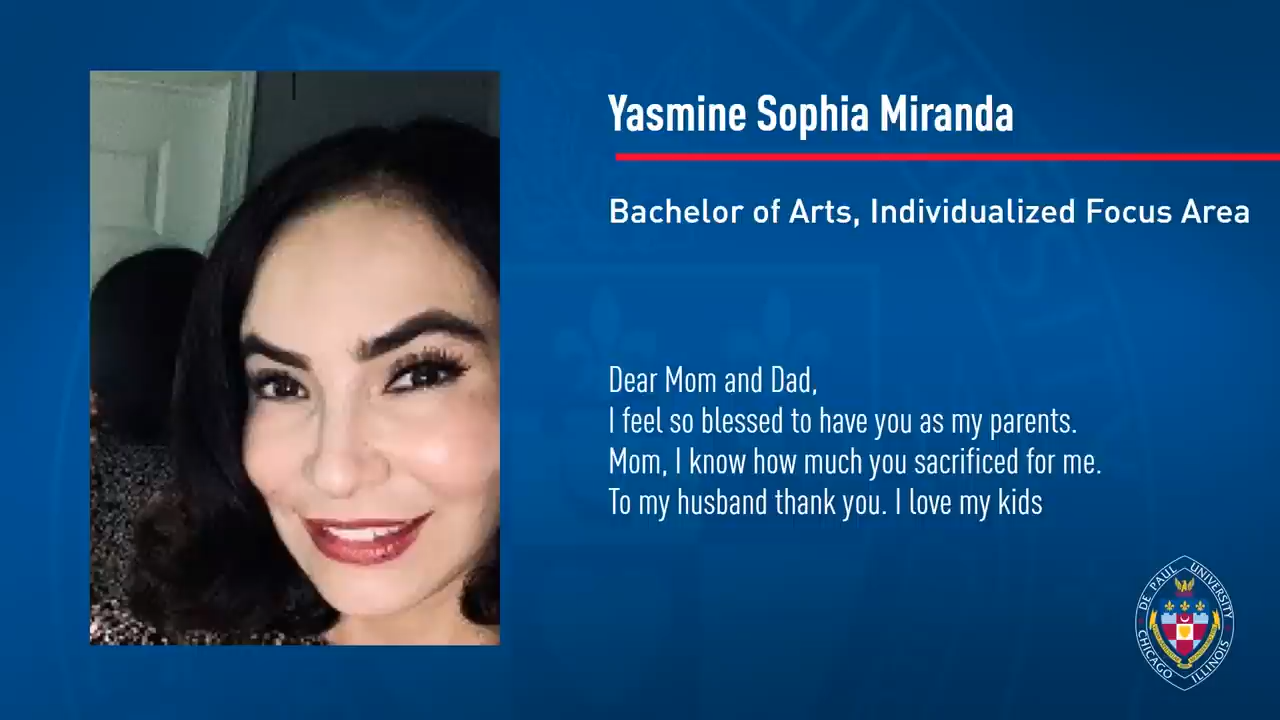 Yasmine Sophia Miranda
Bachelor of Arts, Individualized Focus Area
Dear Mom and Dad,
I feel so blessed to have you as my parents.
Mom, I know how much you sacrificed for me.
To my husband thank you. I love my kids
DE PAUL UNIVERSITY
CHICAGO ILLINOIS